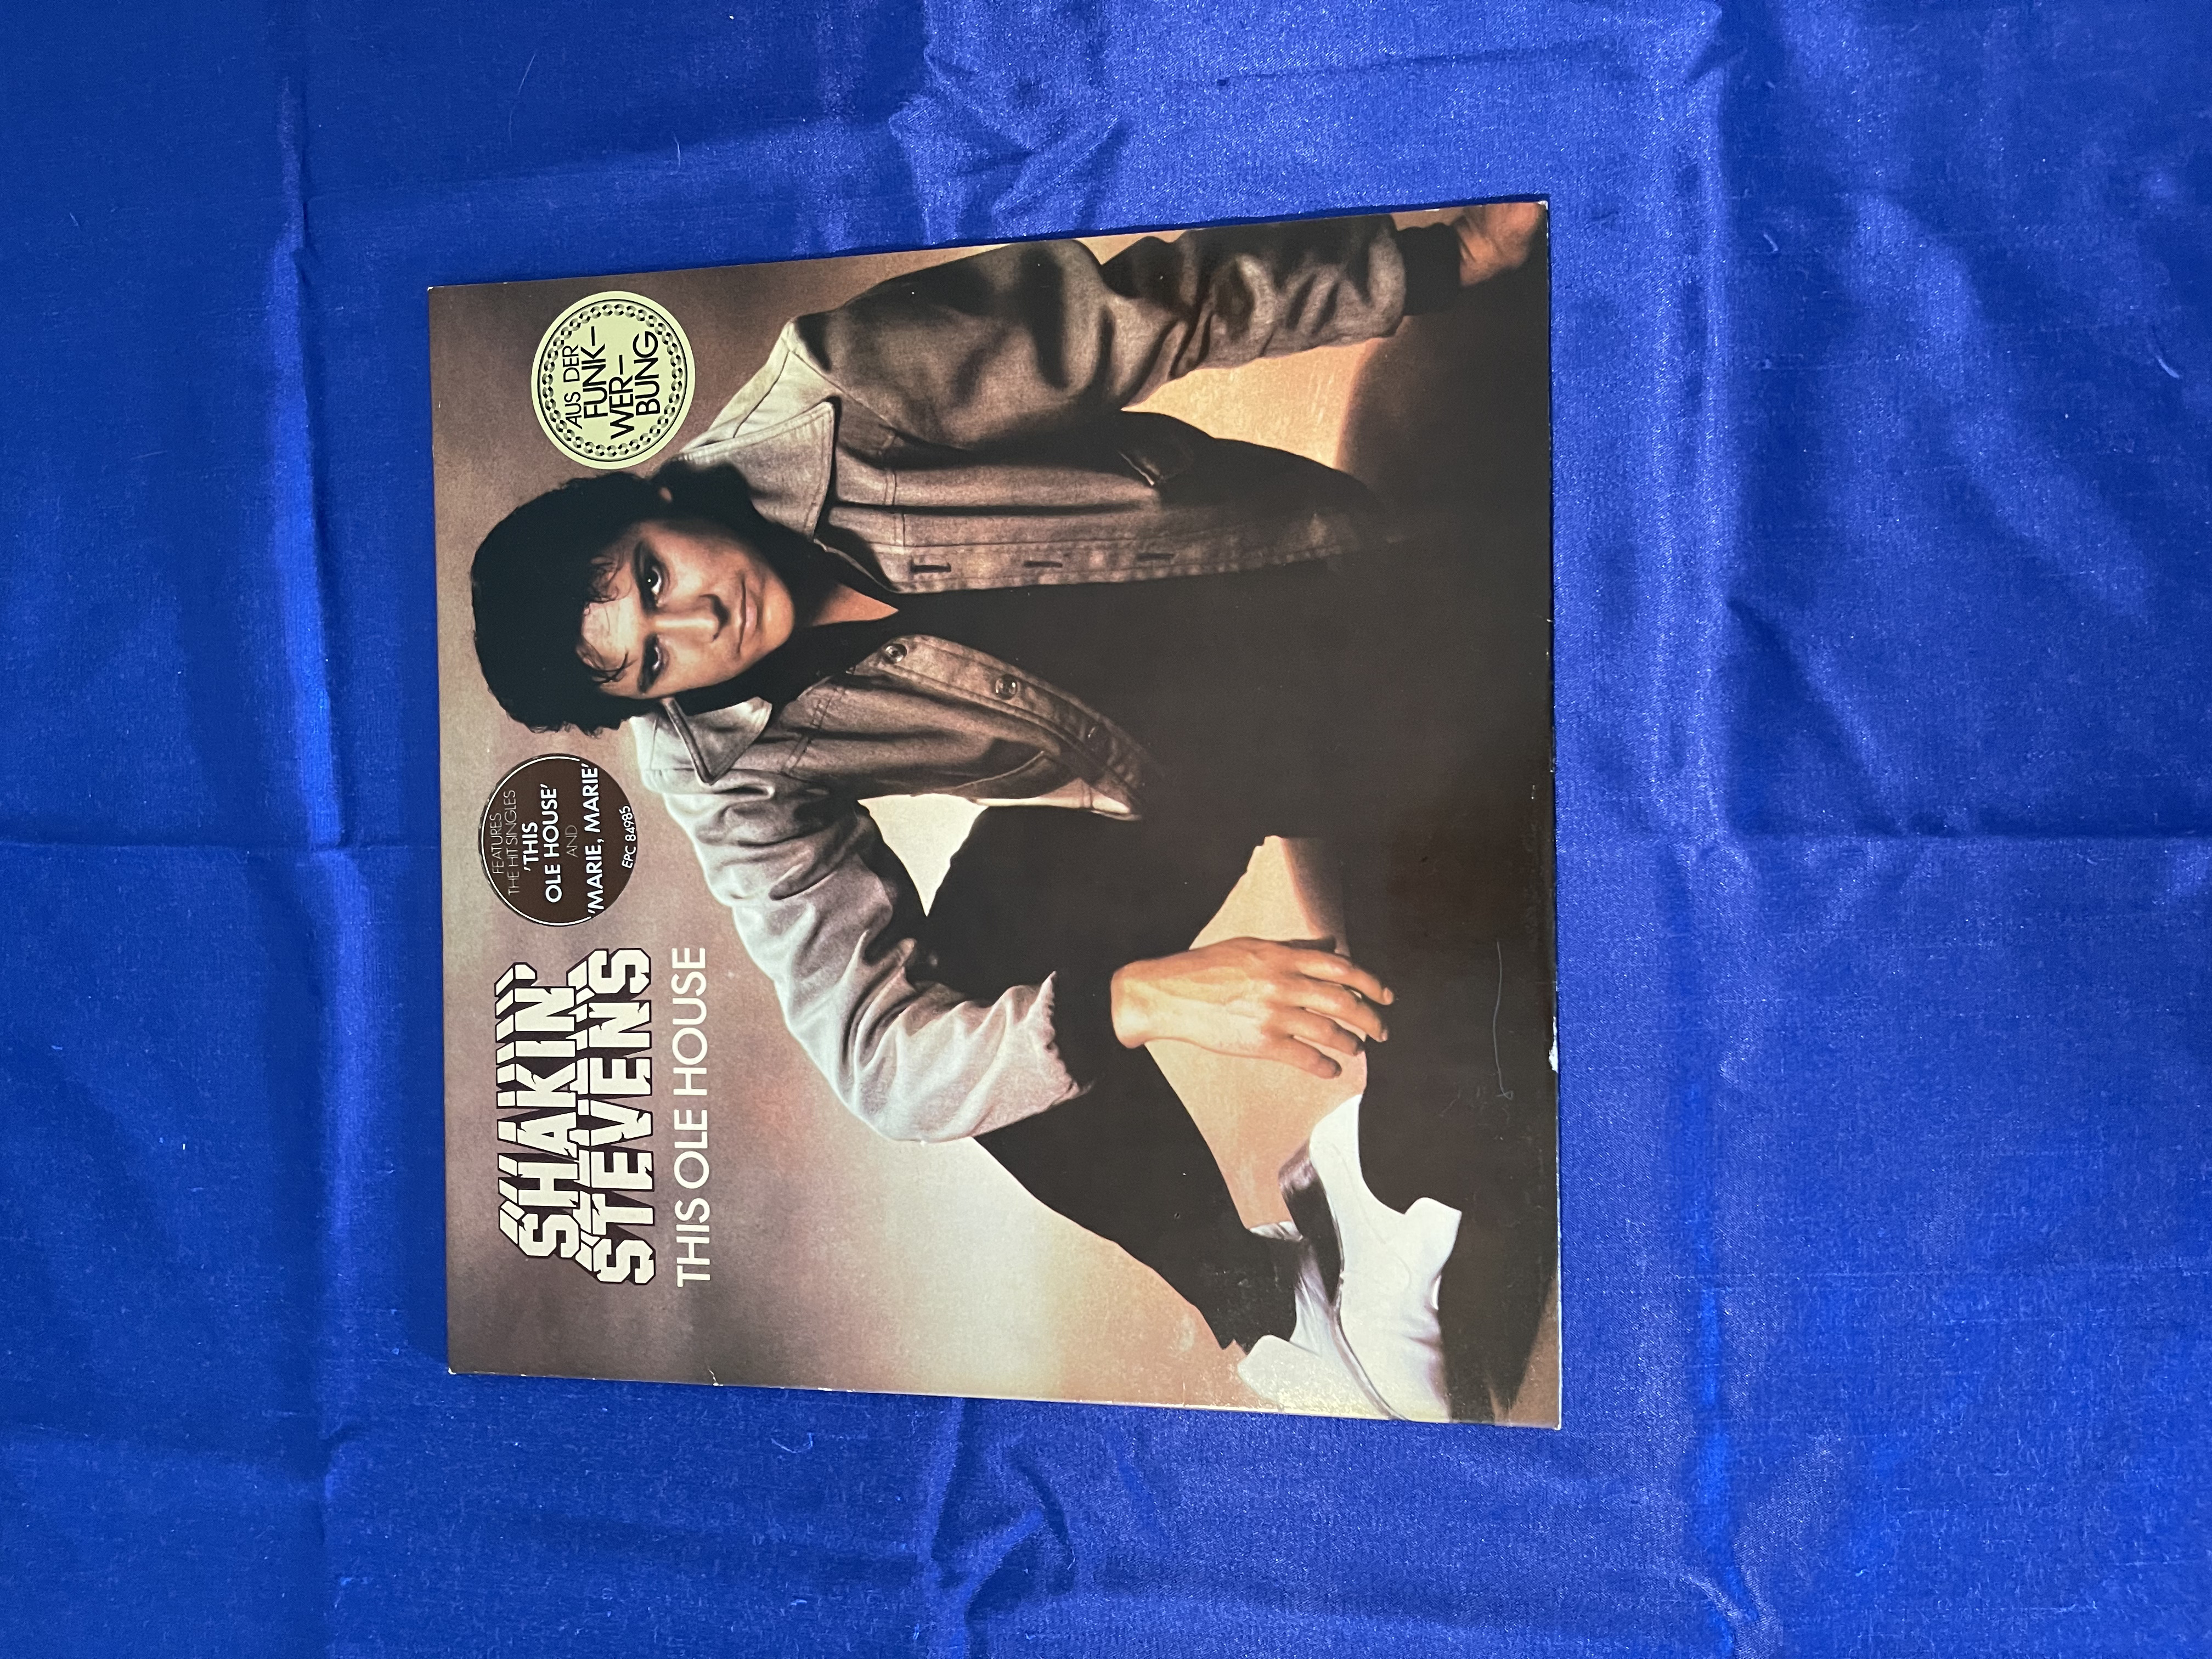 SHAKIN'
STEVENS
THIS OLE HOUSE
FEATURES
THE HIT SINGLES
'THIS
OLE HOUSE'
AND
'MARIE, MARIE'
EPC 84985
AUS DER
FUNK-
WER-
BUNG